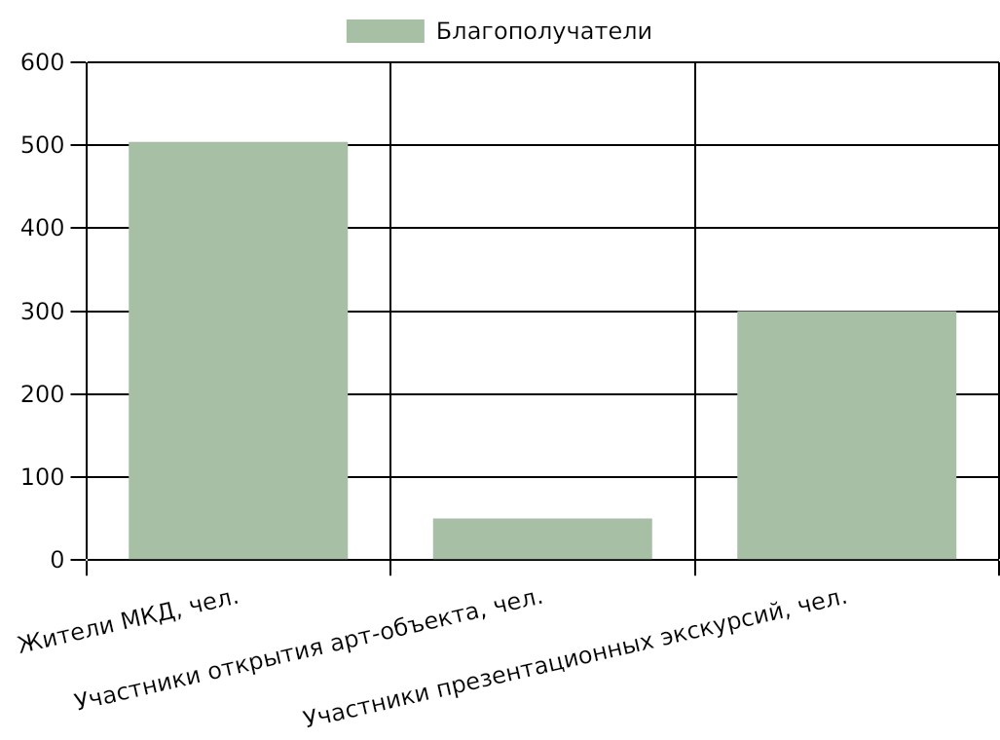 Благополучатели
600
500
400
300
200
100
0
Жители МКД, чел.
Участники открытия арт-объекта, чел.
Участники презентационных экскурсий, чел.